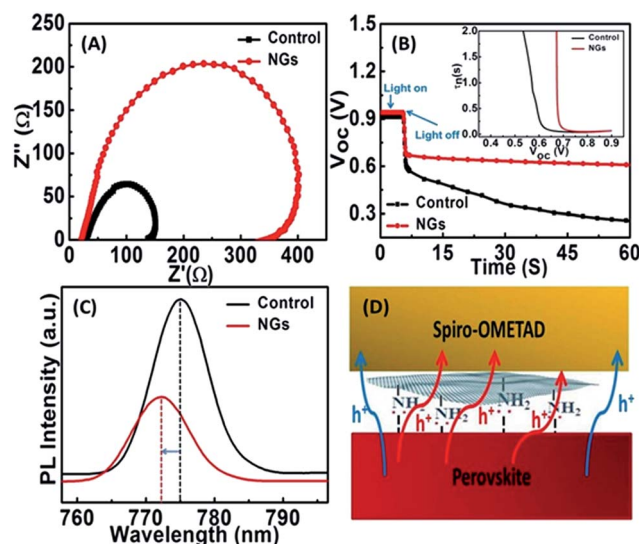 (A)
Control
NGs
250
200
150
100
50
0
Z'' (Ω)
0 100 200 300 400
Z'(Ω)
(B)
Light on
Light off
Control
NGs
2.0
1.5
1.0
0.5
0.0
τn(s)
0.4 0.5 0.6 0.7 0.8 0.9
Voc (V)
1.5
1.2
0.9
0.6
0.3
Voc (V)
Control
NGs
0 15 30 45 60
Time (S)
(C)
Control
NGs
PL Intensity (a.u.)
760 770 780 790
Wavelength (nm)
(D)
Spiro-OMETAD
NH
NH2
NH2
NH2
h+
h+
h+
h+
h+
Perovskite